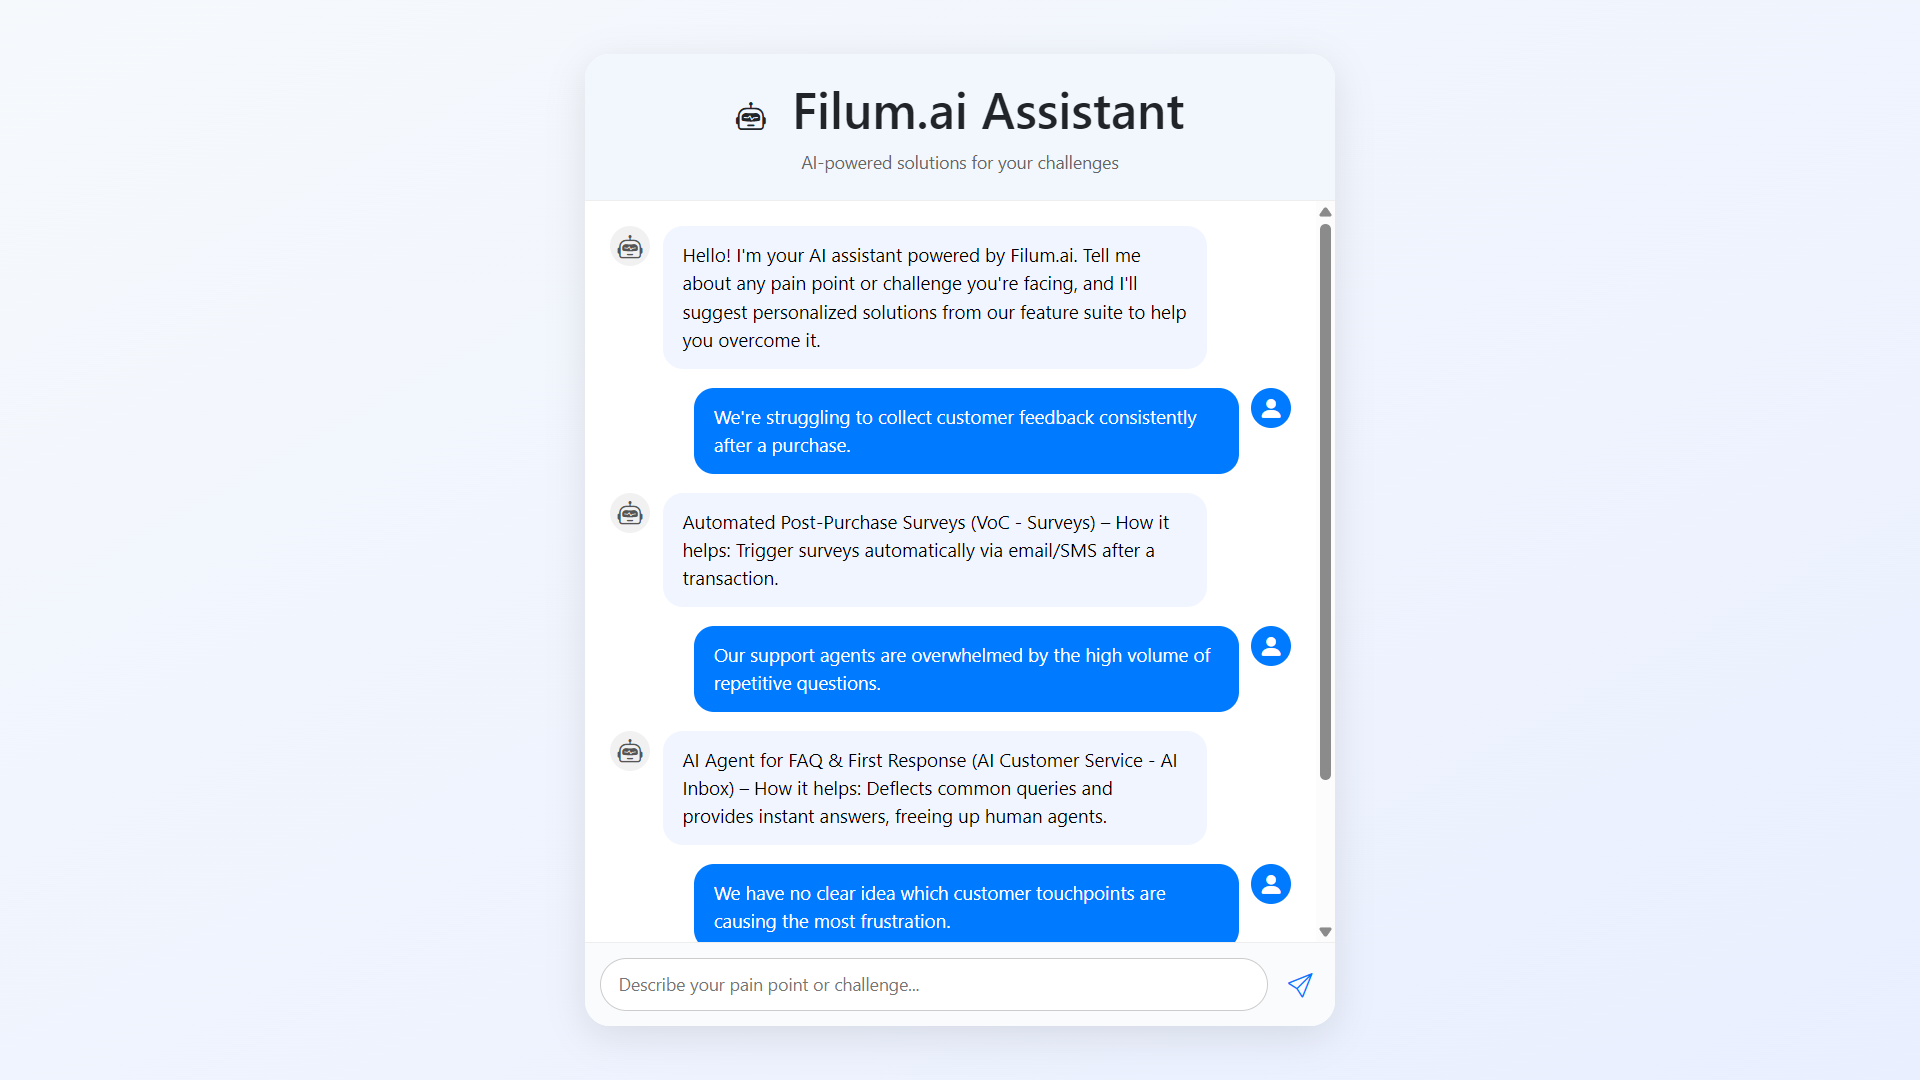 Filum.ai Assistant
AI-powered solutions for your challenges
Hello! I'm your AI assistant powered by Filum.ai. Tell me
about any pain point or challenge you're facing, and I'll
suggest personalized solutions from our feature suite to help
you overcome it.
We're struggling to collect customer feedback consistently
after a purchase.
Automated Post-Purchase Surveys (VoC - Surveys) – How it
helps: Trigger surveys automatically via email/SMS after a
transaction.
Our support agents are overwhelmed by the high volume of
repetitive questions.
AI Agent for FAQ & First Response (AI Customer Service - AI
Inbox) – How it helps: Deflects common queries and
provides instant answers, freeing up human agents.
We have no clear idea which customer touchpoints are
causing the most frustration.
Describe your pain point or challenge...